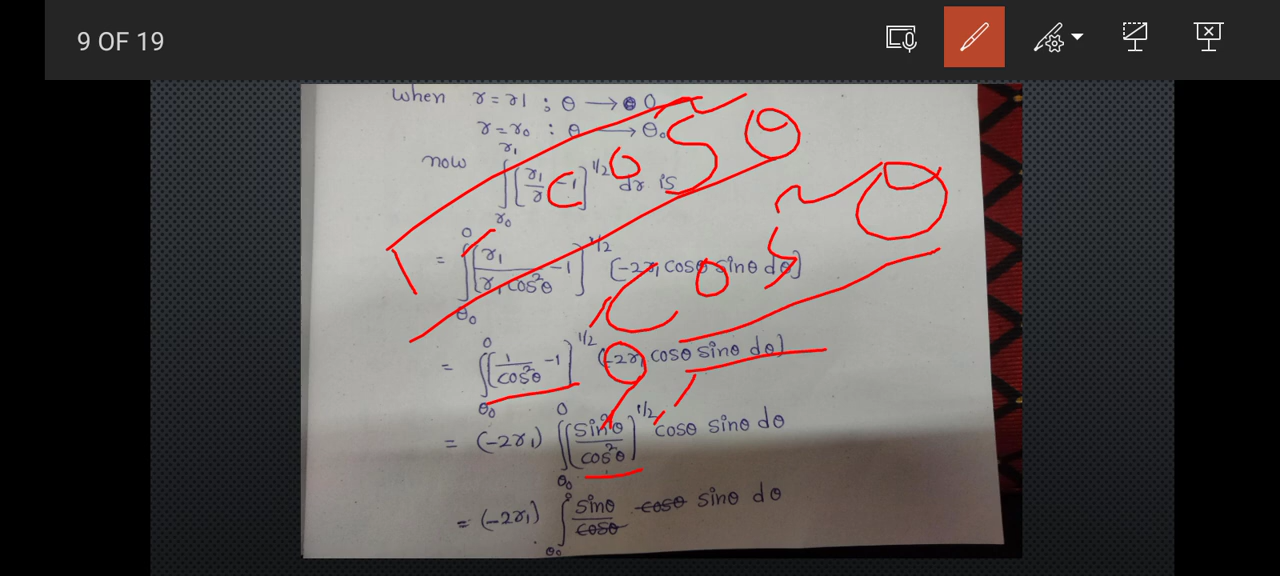 9 OF 19
When r = r1 : θ → θ 0
r = r₀ : θ → θ₀
now ∫_{r₀}^{r₁} [r₁/r − 1]^{1/2} dr is
= ∫_{θ₀}^{0} [r₁/(r₁ cos²θ) − 1]^{1/2} (−2r₁ cosθ sinθ dθ)
= ∫_{θ₀}^{0} [1/cos²θ − 1]^{1/2} (−2r₁ cosθ sinθ dθ)
= (−2r₁) ∫_{θ₀}^{0} (sin²θ/cos²θ)^{1/2} cosθ sinθ dθ
= (−2r₁) ∫_{θ₀}^{0} sinθ/cosθ cosθ sinθ dθ
cos θ
cos
θ